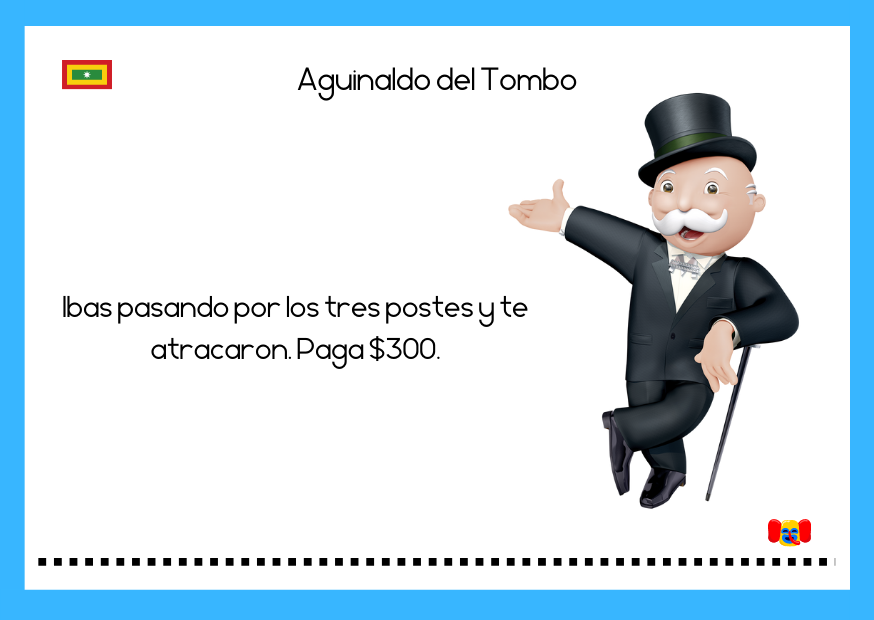 Aguinaldo del Tombo
Ibas pasando por los tres postes y te
atracaron. Paga $300.